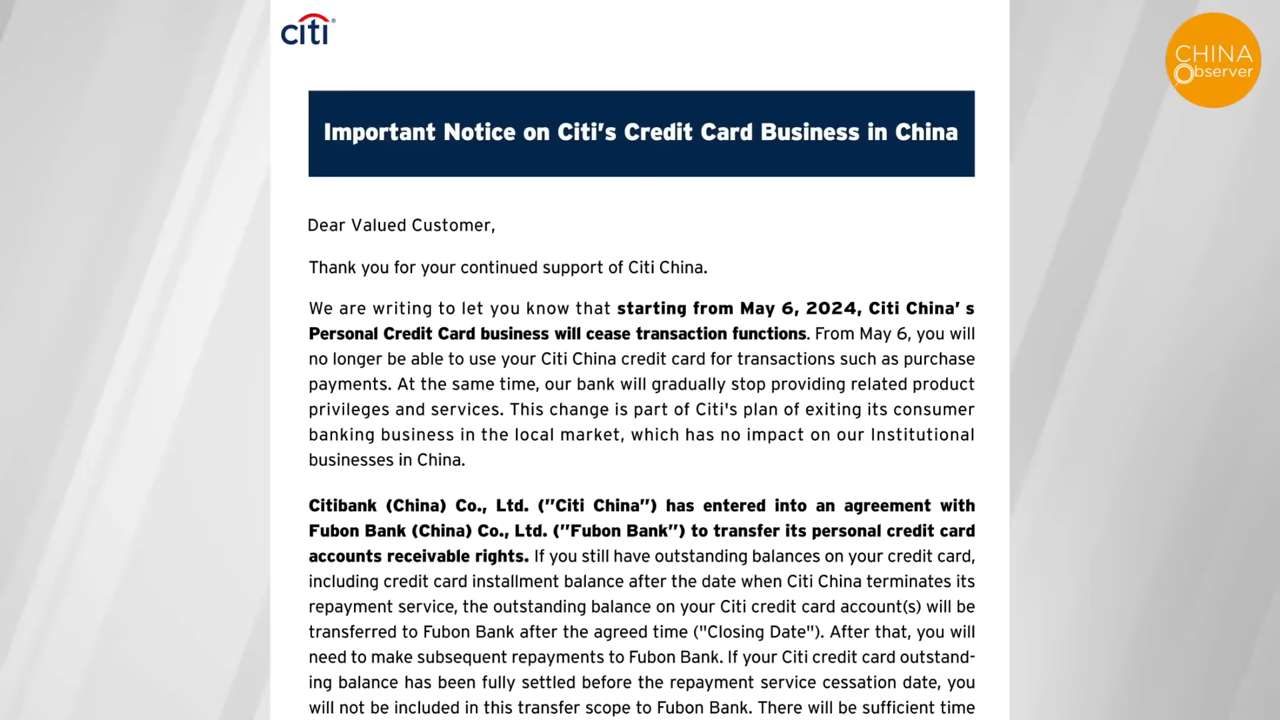 citi
CHINA
Observer
Important Notice on Citi's Credit Card Business in China
Dear Valued Customer,
Thank you for your continued support of Citi China.
We are writing to let you know that starting from May 6, 2024, Citi China' s
Personal Credit Card business will cease transaction functions. From May 6, you will
no longer be able to use your Citi China credit card for transactions such as purchase
payments. At the same time, our bank will gradually stop providing related product
privileges and services. This change is part of Citi's plan of exiting its consumer
banking business in the local market, which has no impact on our Institutional
businesses in China.
Citibank (China) Co., Ltd. (″Citi China″) has entered into an agreement with
Fubon Bank (China) Co., Ltd. (″Fubon Bank″) to transfer its personal credit card
accounts receivable rights. If you still have outstanding balances on your credit card,
including credit card installment balance after the date when Citi China terminates its
repayment service, the outstanding balance on your Citi credit card account(s) will be
transferred to Fubon Bank after the agreed time ("Closing Date"). After that, you will
need to make subsequent repayments to Fubon Bank. If your Citi credit card outstand-
ing balance has been fully settled before the repayment service cessation date, you
will not be included in this transfer scope to Fubon Bank. There will be sufficient time